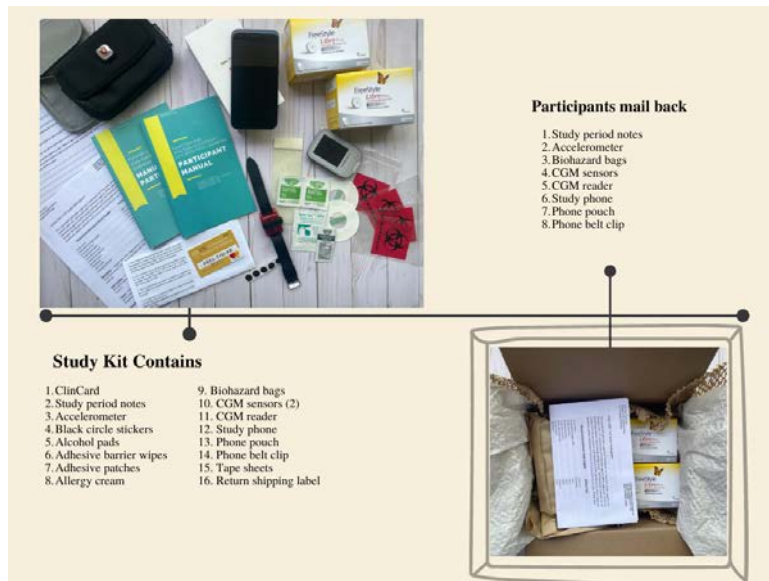 FreeStyle
Libre
FreeStyle
Libre
PARTICIPANT
MANUAL
Participants mail back
1. Study period notes
2. Accelerometer
3. Biohazard bags
4. CGM sensors
5. CGM reader
6. Study phone
7. Phone pouch
8. Phone belt clip
Study Kit Contains
1. ClinCard
2. Study period notes
3. Accelerometer
4. Black circle stickers
5. Alcohol pads
6. Adhesive barrier wipes
7. Adhesive patches
8. Allergy cream
9. Biohazard bags
10. CGM sensors (2)
11. CGM reader
12. Study phone
13. Phone pouch
14. Phone belt clip
15. Tape sheets
16. Return shipping label